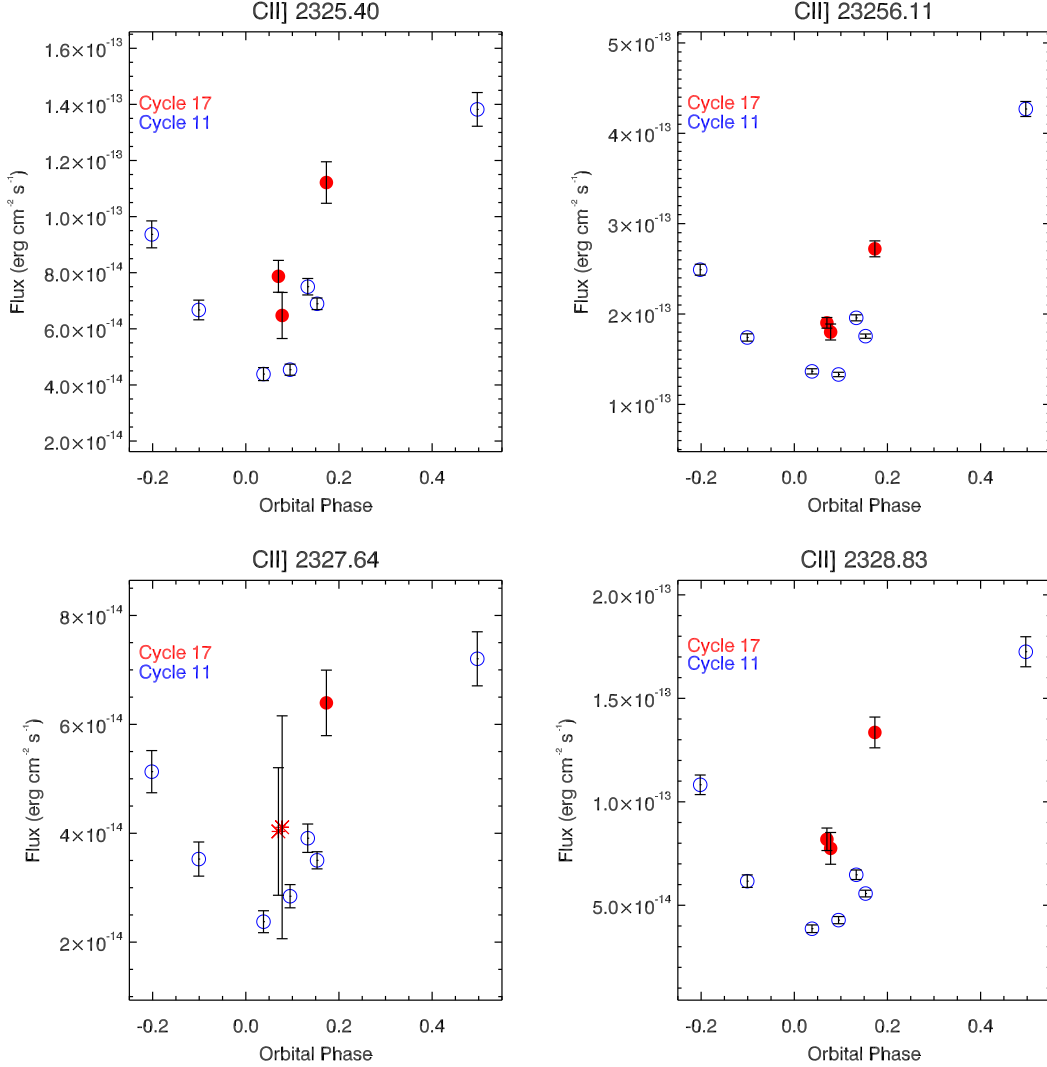 CII] 2325.40
1.6×10⁻¹³
1.4×10⁻¹³
1.2×10⁻¹³
1.0×10⁻¹³
8.0×10⁻¹⁴
6.0×10⁻¹⁴
4.0×10⁻¹⁴
2.0×10⁻¹⁴
Flux (erg cm⁻² s⁻¹)
Cycle 17
Cycle 11
-0.2 0.0 0.2 0.4
Orbital Phase
CII] 23256.11
5×10⁻¹³
4×10⁻¹³
3×10⁻¹³
2×10⁻¹³
1×10⁻¹³
Flux (erg cm⁻² s⁻¹)
Cycle 17
Cycle 11
-0.2 0.0 0.2 0.4
Orbital Phase
CII] 2327.64
8×10⁻¹⁴
6×10⁻¹⁴
4×10⁻¹⁴
2×10⁻¹⁴
Flux (erg cm⁻² s⁻¹)
Cycle 17
Cycle 11
-0.2 0.0 0.2 0.4
Orbital Phase
CII] 2328.83
2.0×10⁻¹³
1.5×10⁻¹³
1.0×10⁻¹³
5.0×10⁻¹⁴
Flux (erg cm⁻² s⁻¹)
Cycle 17
Cycle 11
-0.2 0.0 0.2 0.4
Orbital Phase